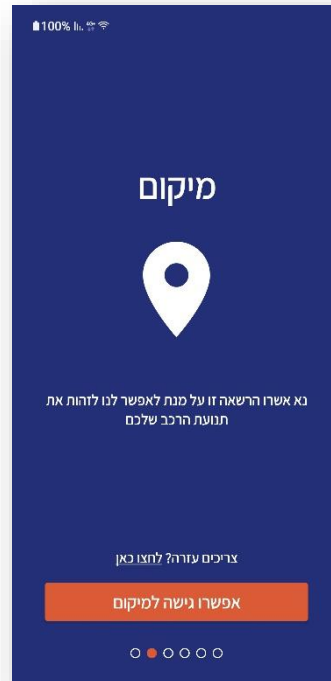 100%
מיקום
נא אשרו הרשאה זו על מנת לאפשר לנו לזהות את
תנועת הרכב שלכם
צריכים עזרה? לחצו כאן
אפשרו גישה למיקום